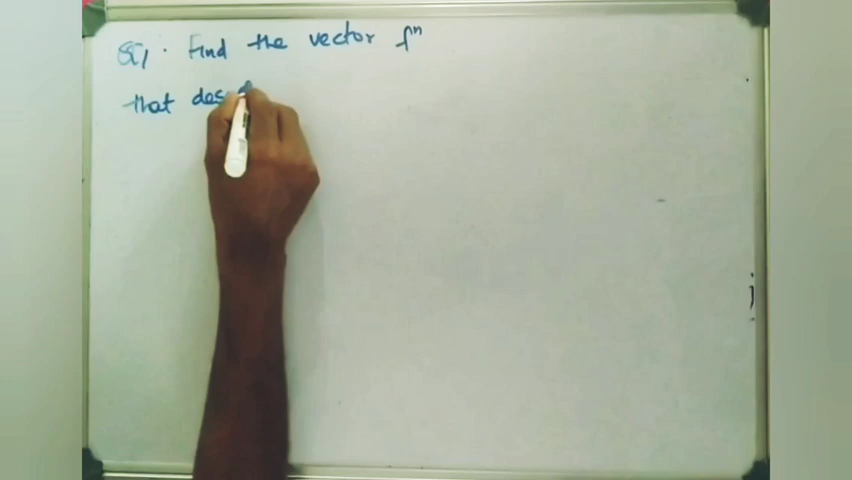 Q1. Find the vector fⁿ
that des